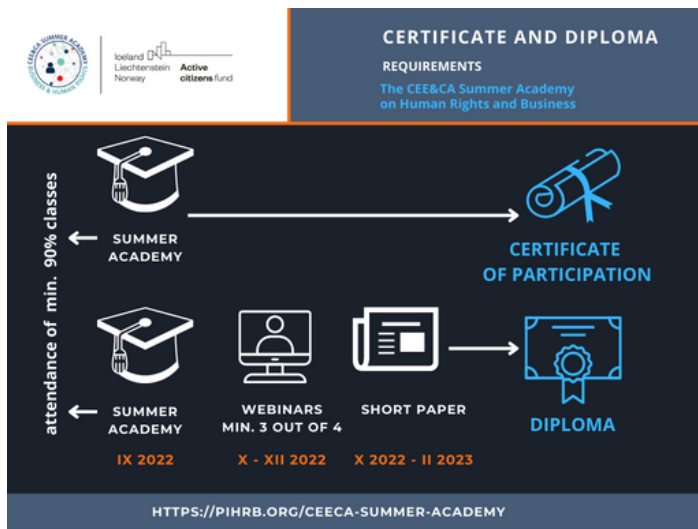 CEE&CA SUMMER ACADEMY
BUSINESS & HUMAN RIGHTS
Iceland
Liechtenstein
Norway
Active
citizens fund
CERTIFICATE AND DIPLOMA
REQUIREMENTS
The CEE&CA Summer Academy
on Human Rights and Business
attendance of min. 90% classes
SUMMER
ACADEMY
CERTIFICATE
OF PARTICIPATION
SUMMER
ACADEMY
WEBINARS
MIN. 3 OUT OF 4
SHORT PAPER
DIPLOMA
IX 2022
X - XII 2022
X 2022 - II 2023
HTTPS://PIHRB.ORG/CEECA-SUMMER-ACADEMY